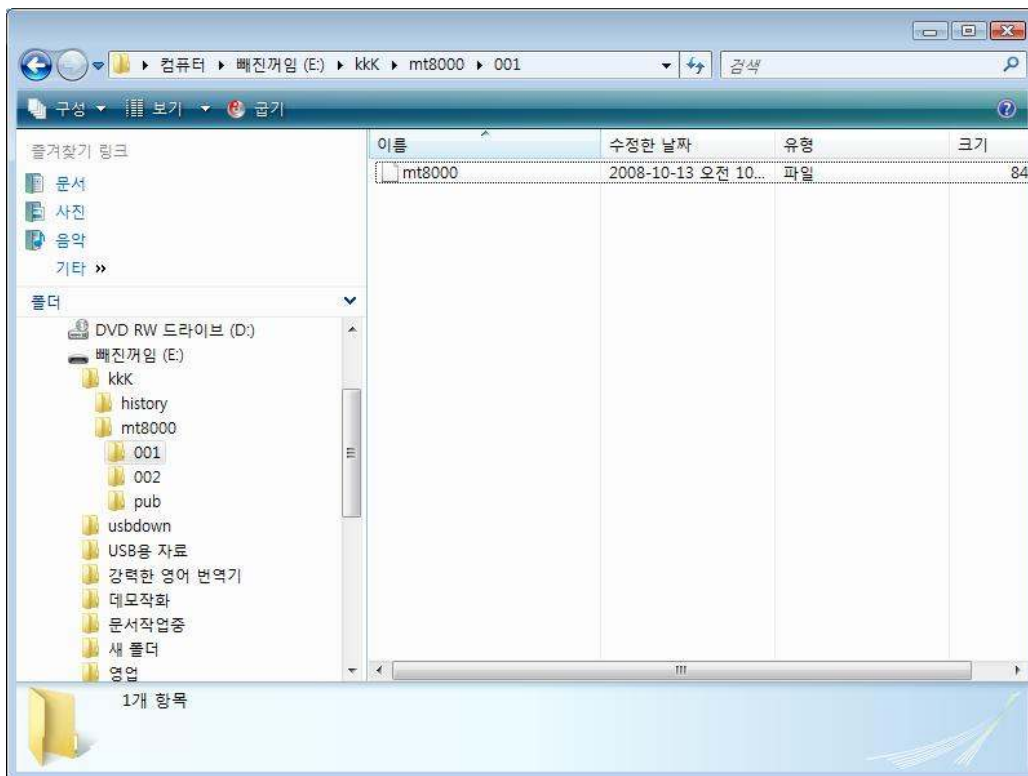 컴퓨터 ▸ 빼진꺼임 (E:) ▸ kkK ▸ mt8000 ▸ 001
검색
구성 보기 굽기
즐겨찾기 링크
문서
사진
음악
기타 »
폴더
DVD RW 드라이브 (D:)
빼진꺼임 (E:)
kkK
history
mt8000
001
002
pub
usbdown
USB용 자료
강력한 영어 번역기
데모작화
문서작업중
새 폴더
영업
이름 수정한 날짜 유형 크기
mt8000 2008-10-13 오전 10... 파일 84
1개 항목